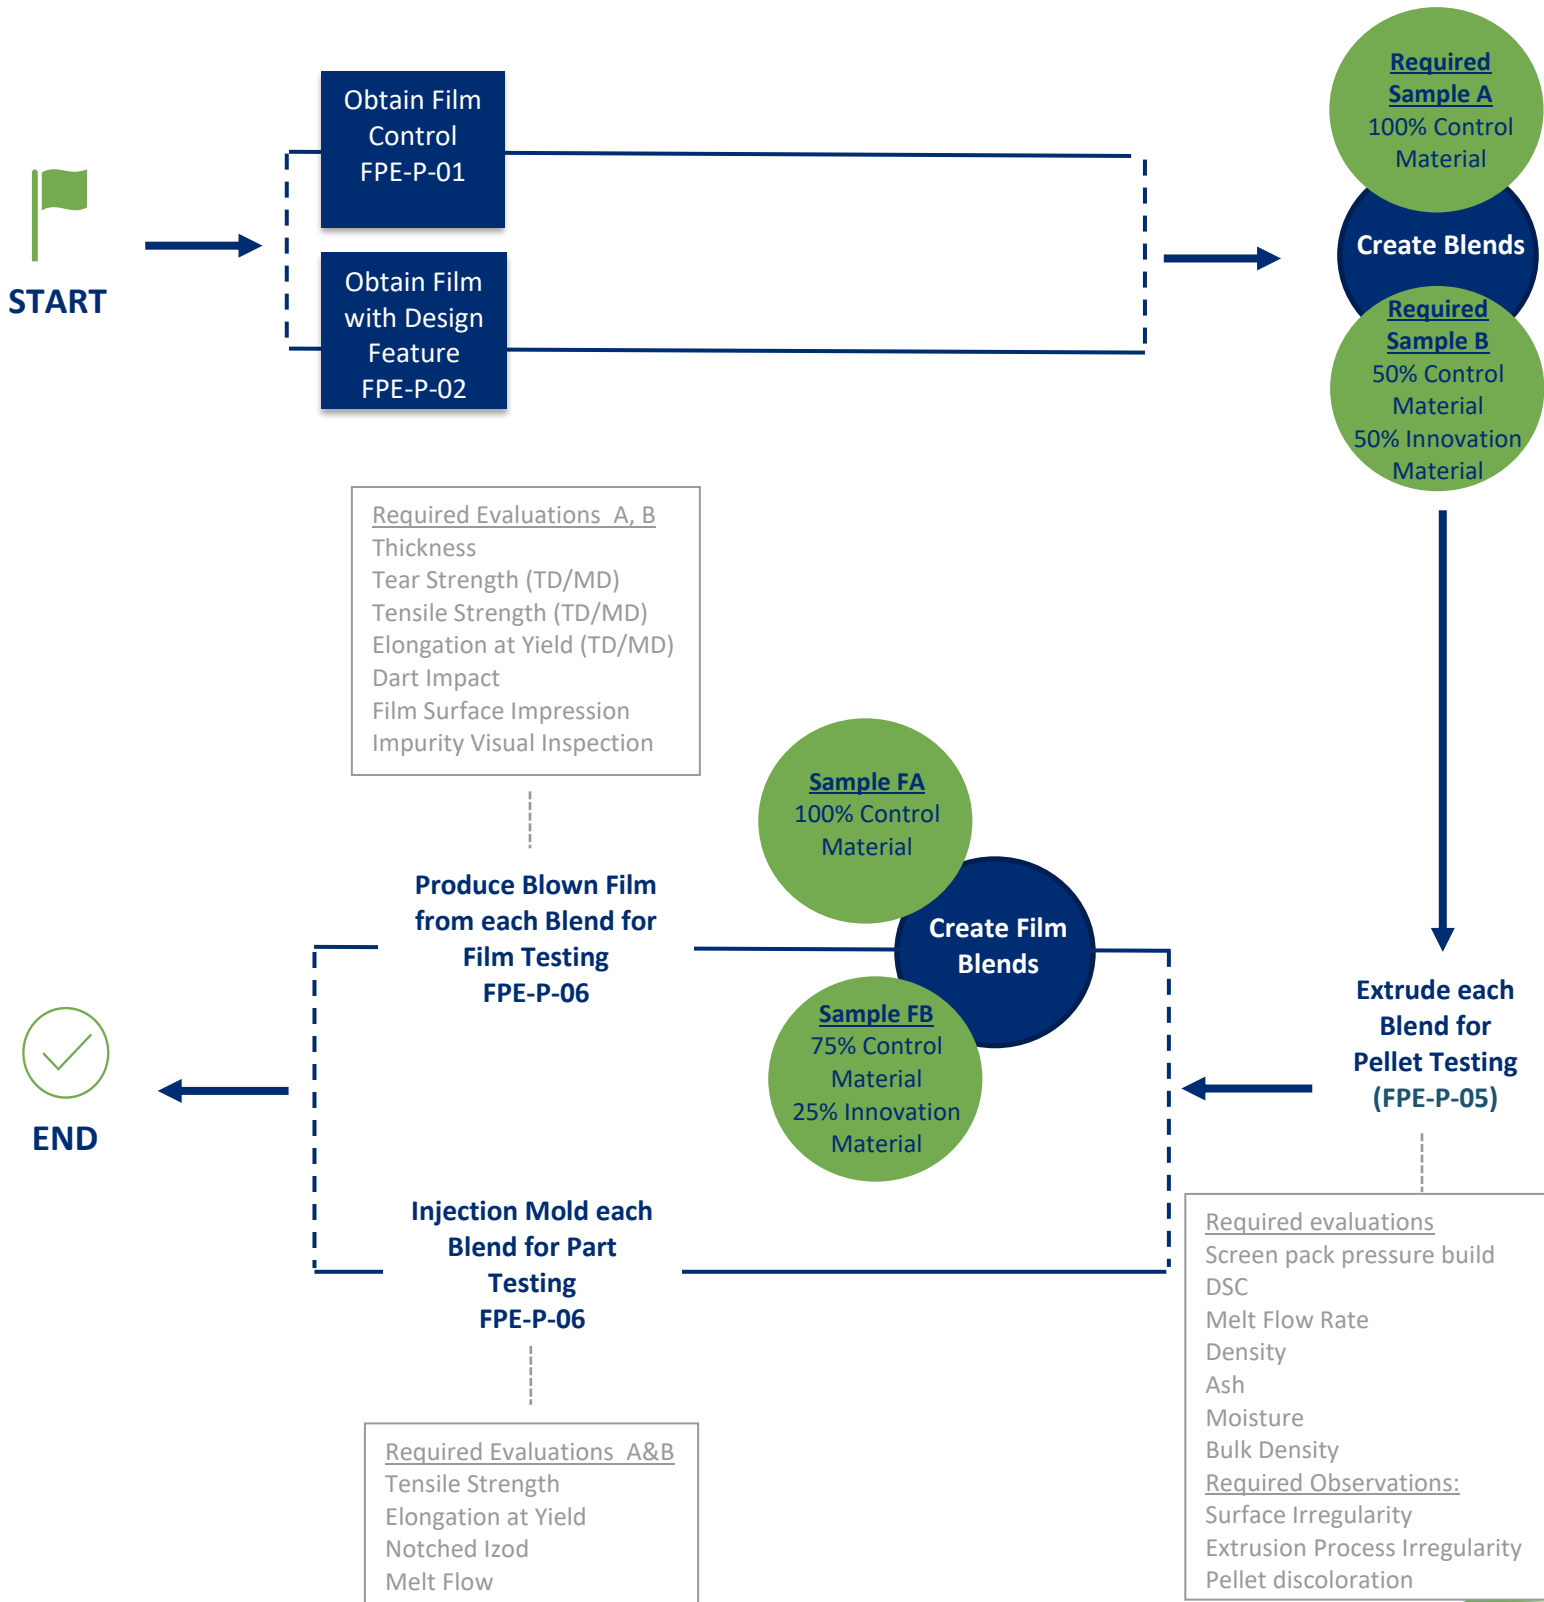 START
Obtain Film
Control
FPE-P-01
Obtain Film
with Design
Feature
FPE-P-02
Required
Sample A
100% Control
Material
Create Blends
Required
Sample B
50% Control
Material
50% Innovation
Material
Extrude each
Blend for
Pellet Testing
(FPE-P-05)
Required evaluations
Screen pack pressure build
DSC
Melt Flow Rate
Density
Ash
Moisture
Bulk Density
Required Observations:
Surface Irregularity
Extrusion Process Irregularity
Pellet discoloration
Create Film
Blends
Sample FA
100% Control
Material
Sample FB
75% Control
Material
25% Innovation
Material
Required Evaluations  A, B
Thickness
Tear Strength (TD/MD)
Tensile Strength (TD/MD)
Elongation at Yield (TD/MD)
Dart Impact
Film Surface Impression
Impurity Visual Inspection
Produce Blown Film
from each Blend for
Film Testing
FPE-P-06
Injection Mold each
Blend for Part
Testing
FPE-P-06
Required Evaluations  A&B
Tensile Strength
Elongation at Yield
Notched Izod
Melt Flow
END